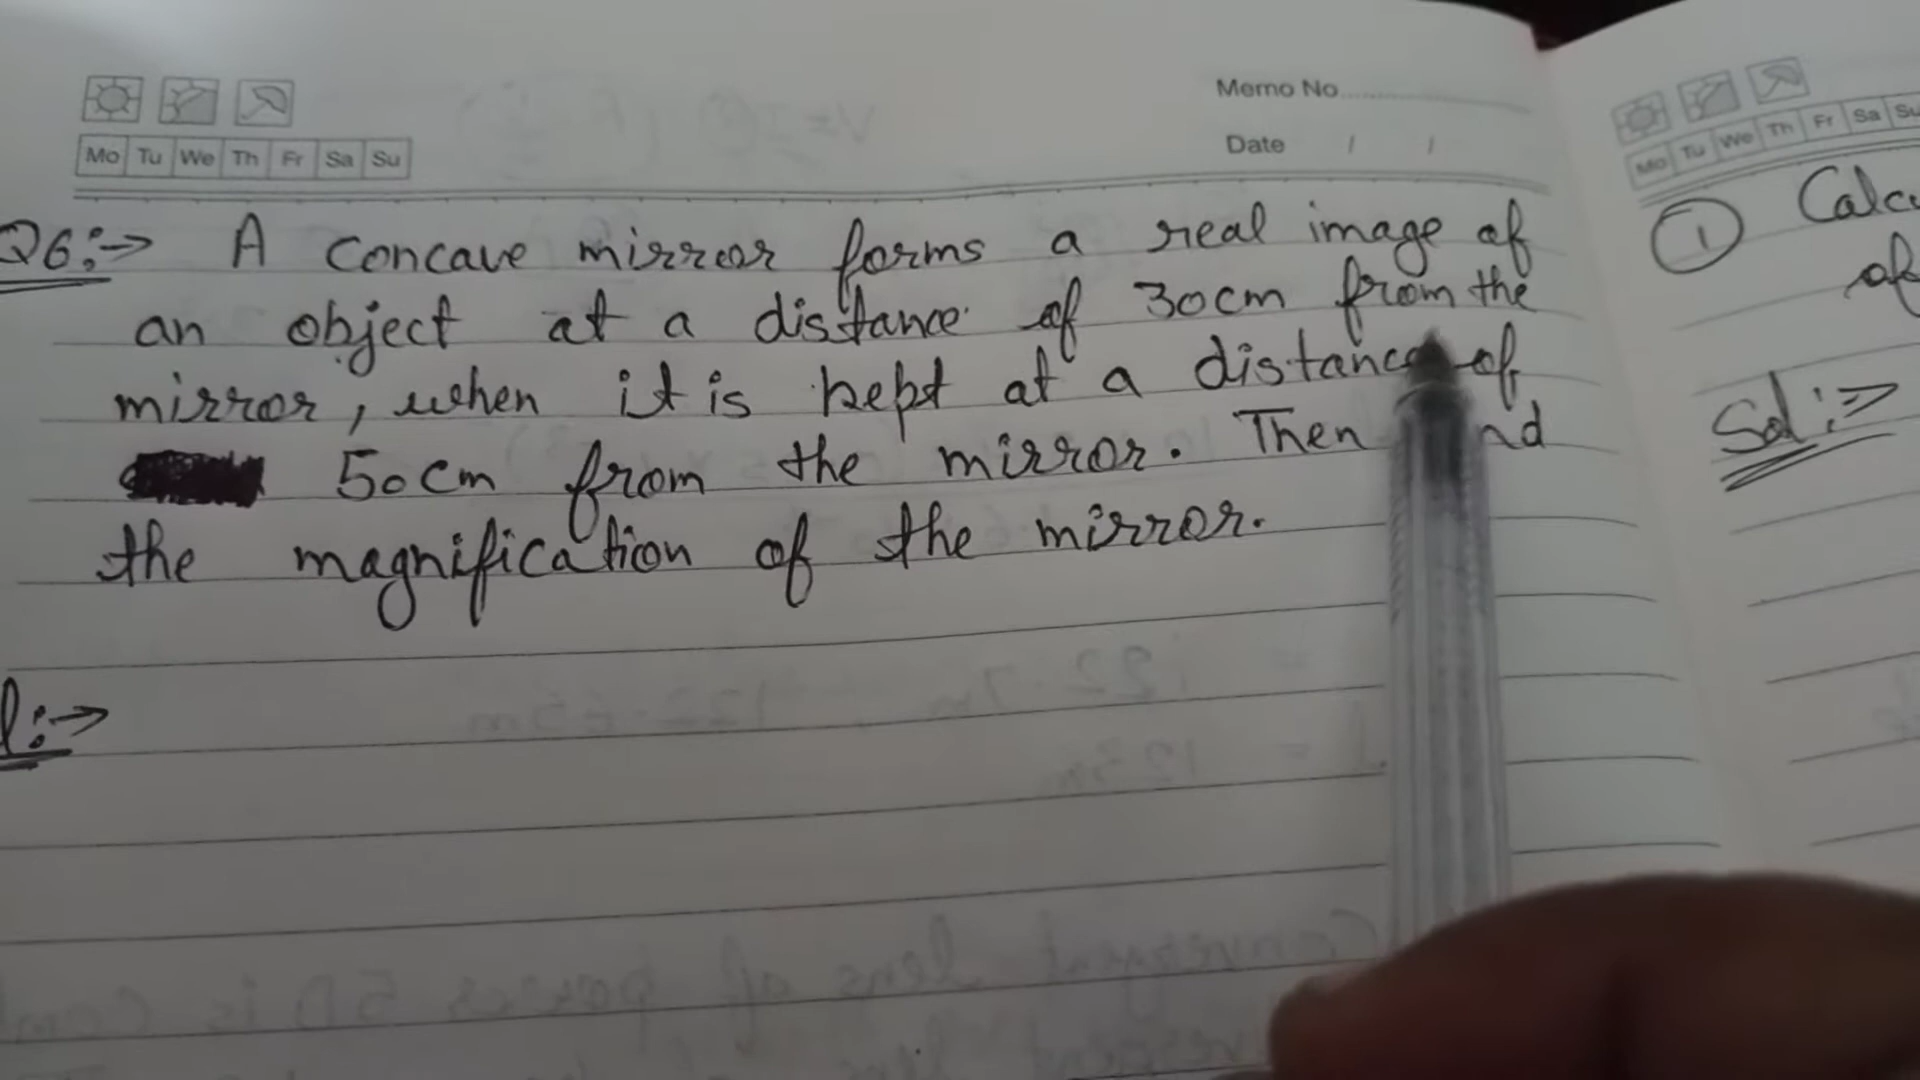 Memo No.
Date / /
Mo Tu We Th Fr Sa Su
Q6:→ A concave mirror forms a real image of
an object at a distance of 30cm from the
mirror, when it is kept at a distance of
50cm from the mirror. Then
the magnification of the mirror.
Mo Tu We Th Fr Sa Su
1
of
Sol:→